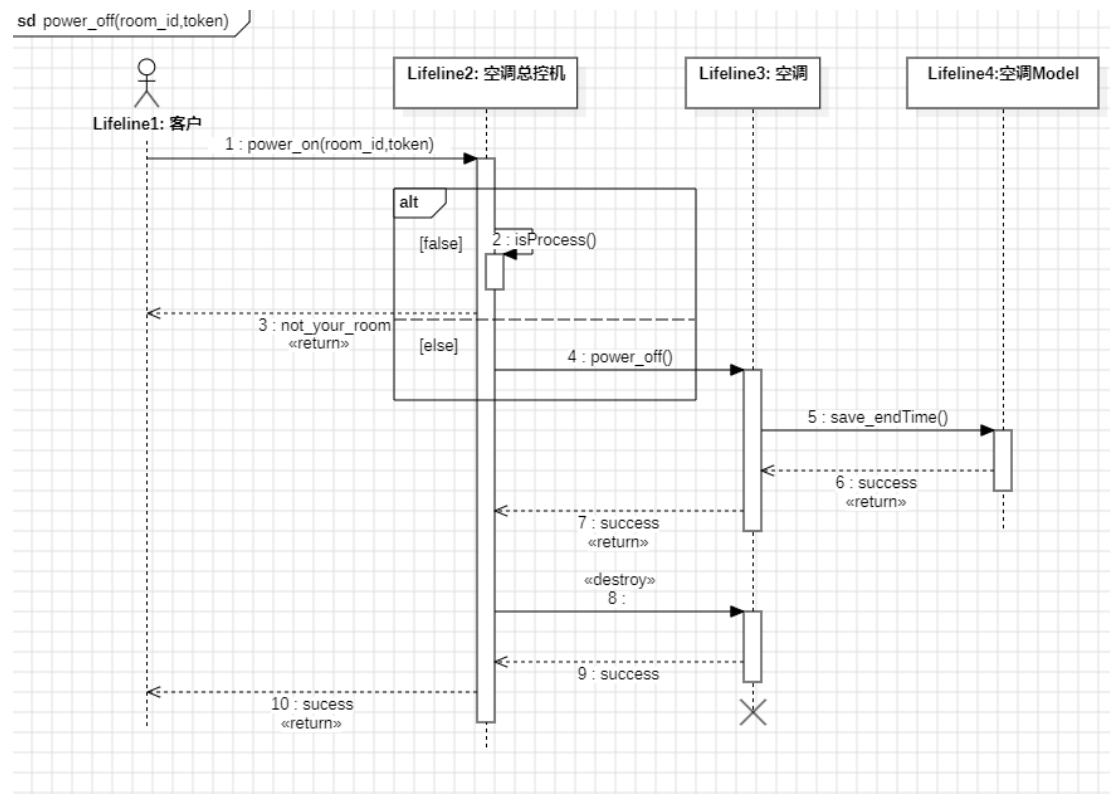 sd power_off(room_id,token)
Lifeline2: 空调总控机
Lifeline3: 空调
Lifeline4:空调Model
Lifeline1: 客户
1 : power_on(room_id,token)
alt
[false]
2 : isProcess()
3 : not_your_room
«return»
[else]
4 : power_off()
5 : save_endTime()
6 : success
«return»
7 : success
«return»
«destroy»
8 :
9 : success
10 : sucess
«return»